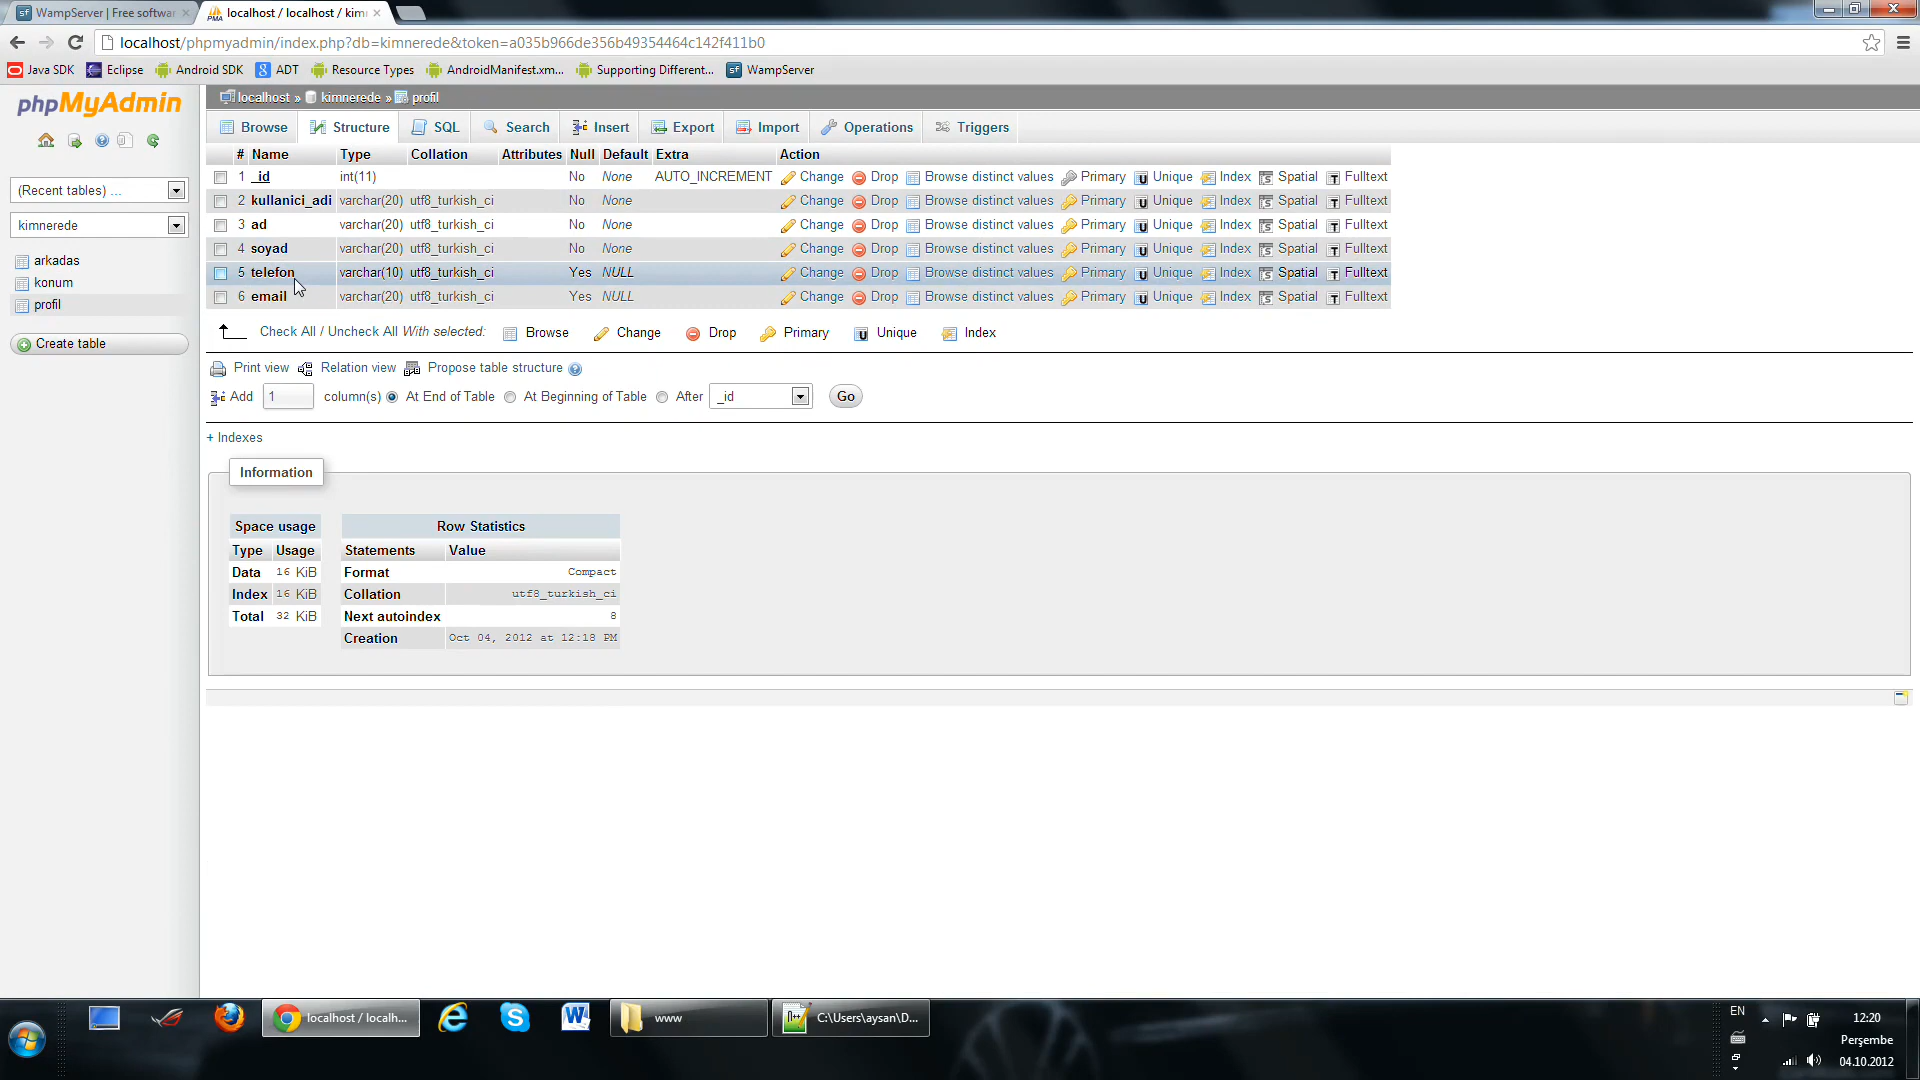 WampServer | Free softwa
localhost / localhost / kim
localhost/phpmyadmin/index.php?db=kimnerede&token=a035b966de356b49354464c142f411b0
Java SDK Eclipse Android SDK ADT Resource Types AndroidManifest.xm... Supporting Different... WampServer
phpMyAdmin
(Recent tables) ...
kimnerede
arkadas
konum
profil
Create table
localhost » kimnerede » profil
Browse Structure SQL Search Insert Export Import Operations Triggers
# Name Type Collation Attributes Null Default Extra Action
1 _id int(11) No None AUTO_INCREMENT Change Drop Browse distinct values Primary Unique Index Spatial Fulltext
2 kullanici_adi varchar(20) utf8_turkish_ci No None Change Drop Browse distinct values Primary Unique Index Spatial Fulltext
3 ad varchar(20) utf8_turkish_ci No None Change Drop Browse distinct values Primary Unique Index Spatial Fulltext
4 soyad varchar(20) utf8_turkish_ci No None Change Drop Browse distinct values Primary Unique Index Spatial Fulltext
5 telefon varchar(10) utf8_turkish_ci Yes NULL Change Drop Browse distinct values Primary Unique Index Spatial Fulltext
6 email varchar(20) utf8_turkish_ci Yes NULL Change Drop Browse distinct values Primary Unique Index Spatial Fulltext
Check All / Uncheck All With selected: Browse Change Drop Primary Unique Index
Print view Relation view Propose table structure
Add 1 column(s) At End of Table At Beginning of Table After _id Go
+ Indexes
Information
Space usage
Type Usage
Data 16 KiB
Index 16 KiB
Total 32 KiB
Row Statistics
Statements Value
Format Compact
Collation utf8_turkish_ci
Next autoindex 8
Creation Oct 04, 2012 at 12:18 PM
localhost / localh...
www
C:\Users\aysan\D...
EN
12:20
Perşembe
04.10.2012